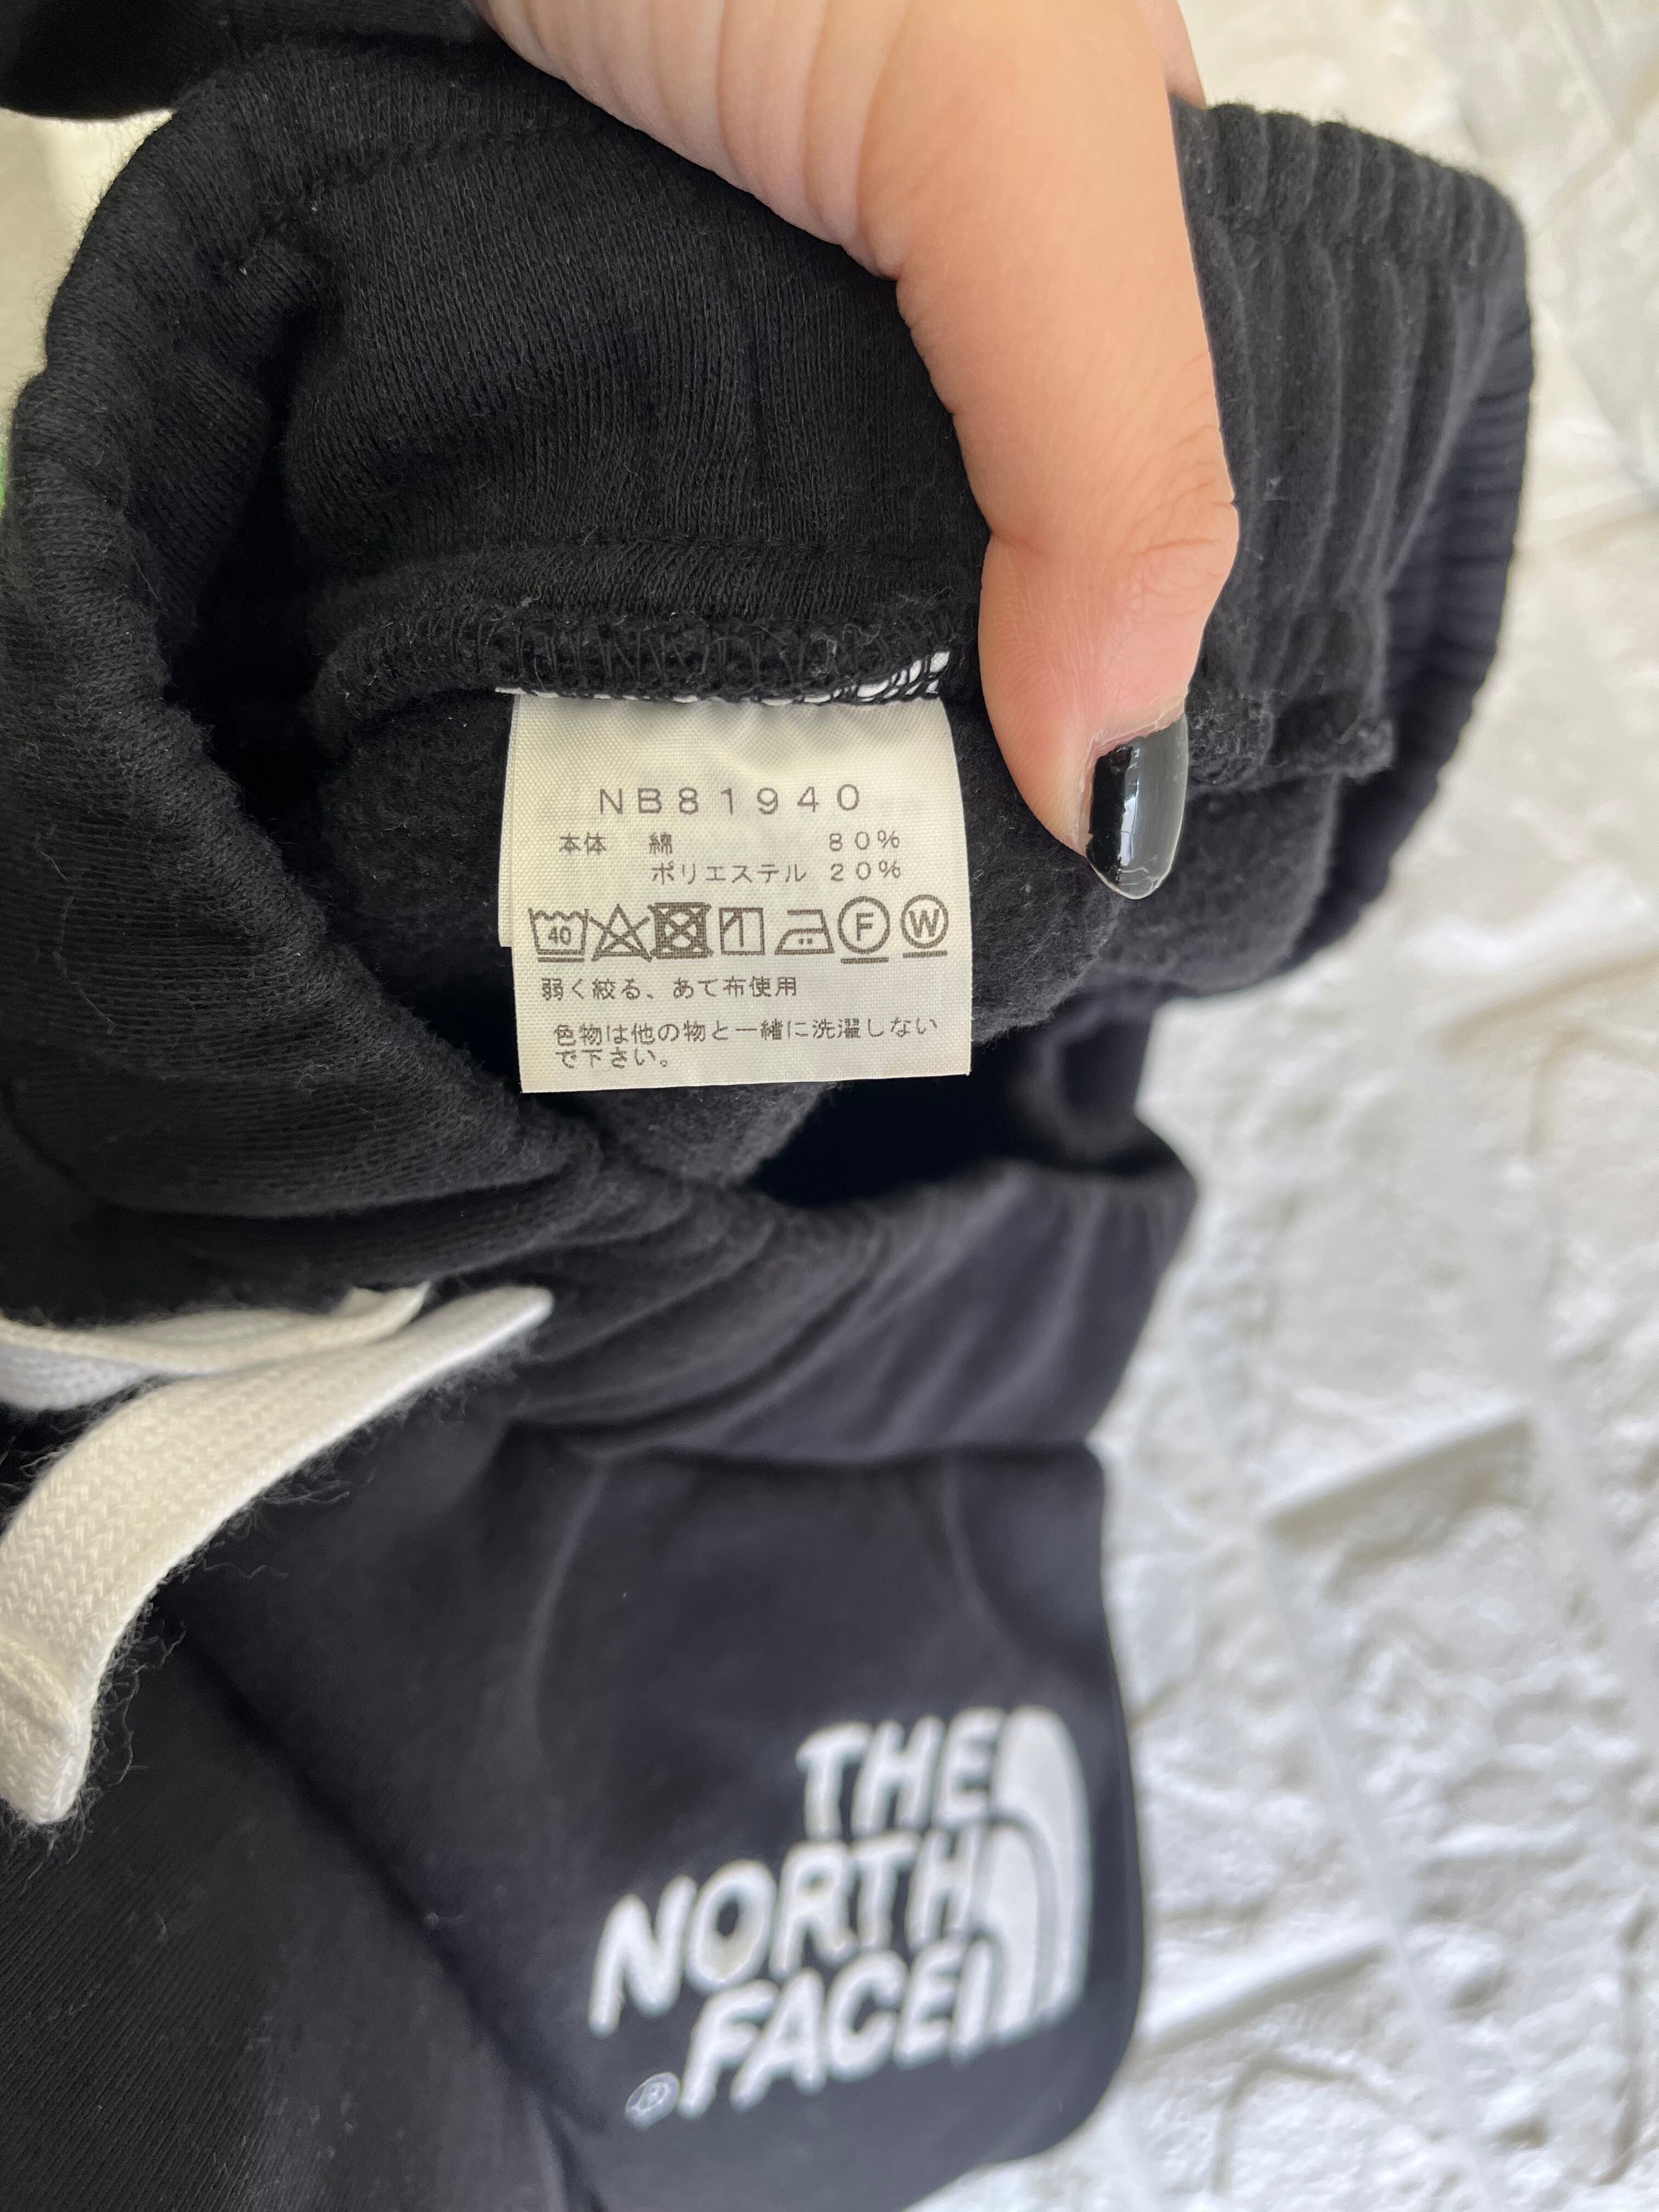 NB81940
本体 綿 80%
ポリエステル 20%
40 F W
弱く絞る、あて布使用
色物は他の物と一緒に洗濯しない
で下さい。
THE
NORTH
FACE
®